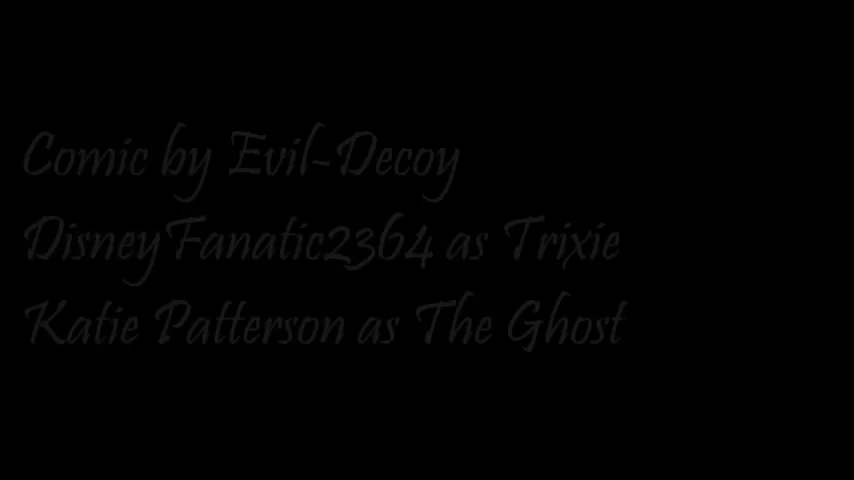 Comic by Evil-Decoy
DisneyFanatic2364 as Trixie
Katie Patterson as The Ghost